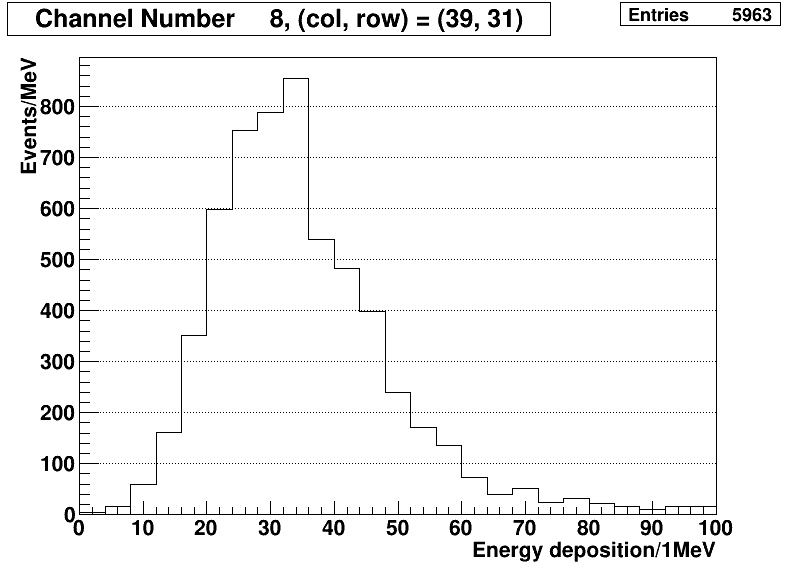 Channel Number 8, (col, row) = (39, 31)
Entries 5963
Events/MeV
800
700
600
500
400
300
200
100
0
0 10 20 30 40 50 60 70 80 90 100
Energy deposition/1MeV